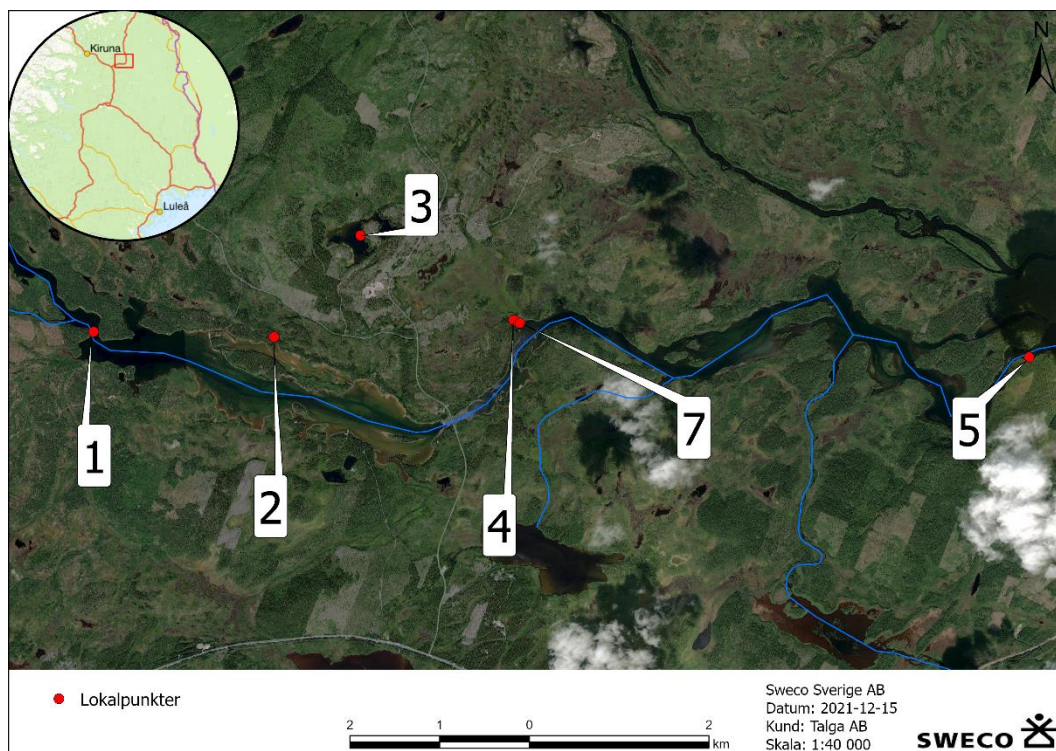 Kiruna
Luleå
N
3
1
2
4
7
5
Lokalpunkter
2 1 0 2
km
Sweco Sverige AB
Datum: 2021-12-15
Kund: Talga AB
Skala: 1:40 000
SWECO